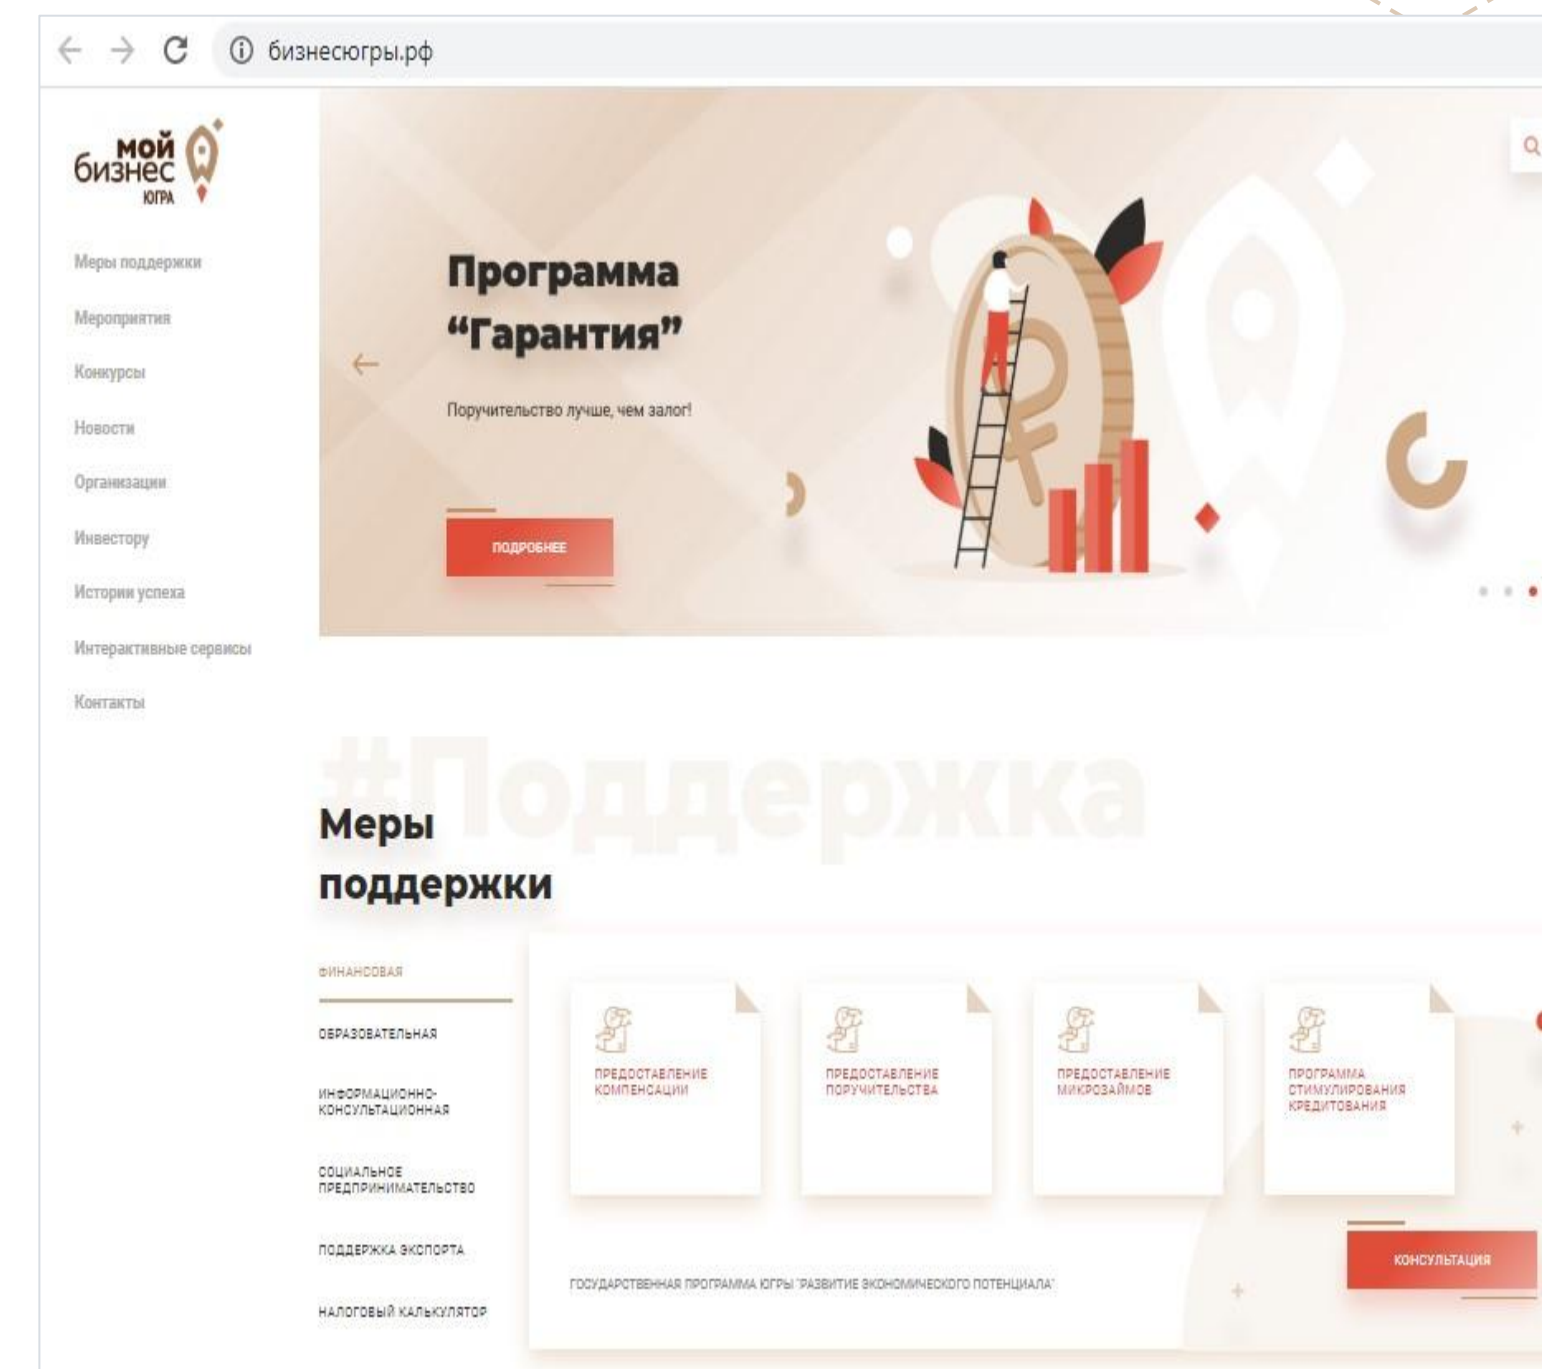 бизнесюгры.рф
мой
бизнес
ЮГРА
Меры поддержки
Мероприятия
Конкурсы
Новости
Организации
Инвестору
Истории успеха
Интерактивные сервисы
Контакты
Программа
“Гарантия”
Поручительство лучше, чем залог!
ПОДРОБНЕЕ
#Поддержка
Меры
поддержки
ФИНАНСОВАЯ
ОБРАЗОВАТЕЛЬНАЯ
ИНФОРМАЦИОННО-
КОНСУЛЬТАЦИОННАЯ
СОЦИАЛЬНОЕ
ПРЕДПРИНИМАТЕЛЬСТВО
ПОДДЕРЖКА ЭКСПОРТА
НАЛОГОВЫЙ КАЛЬКУЛЯТОР
ПРЕДОСТАВЛЕНИЕ
КОМПЕНСАЦИИ
ПРЕДОСТАВЛЕНИЕ
ПОРУЧИТЕЛЬСТВА
ПРЕДОСТАВЛЕНИЕ
МИКРОЗАЙМОВ
ПРОГРАММА
СТИМУЛИРОВАНИЯ
КРЕДИТОВАНИЯ
ГОСУДАРСТВЕННАЯ ПРОГРАММА ЮГРЫ "РАЗВИТИЕ ЭКОНОМИЧЕСКОГО ПОТЕНЦИАЛА"
КОНСУЛЬТАЦИЯ